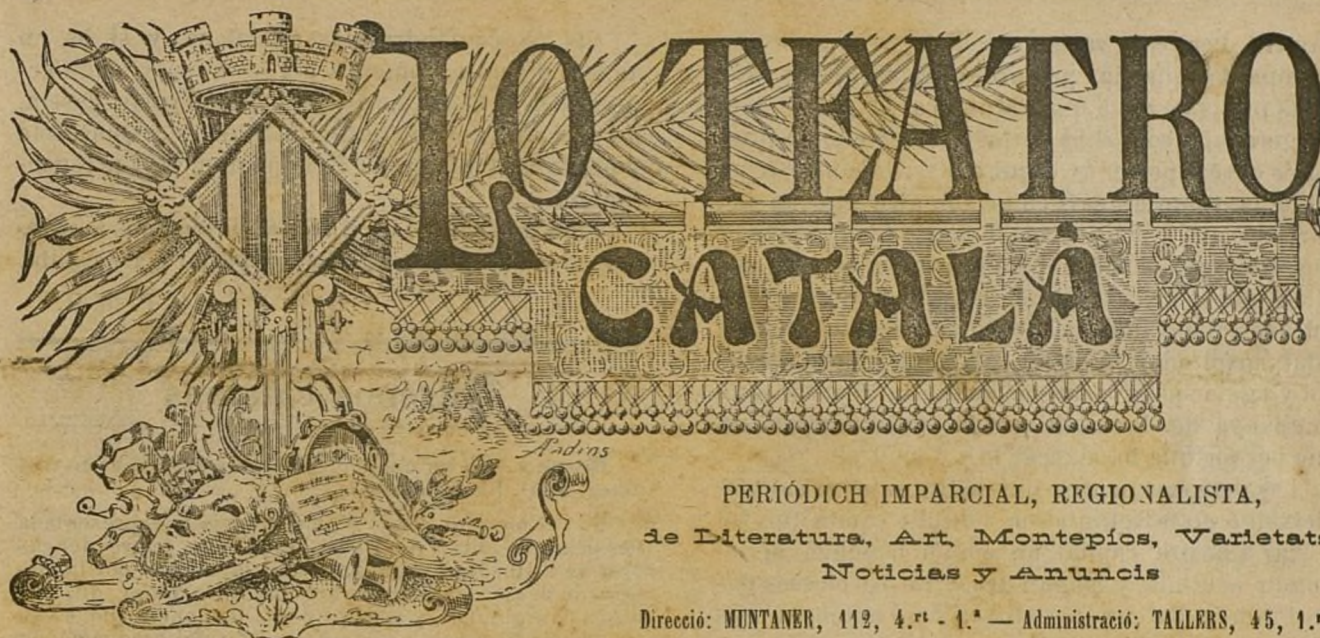 LO TEATRO
CATALÀ
Ardins
PERIÓDICH IMPARCIAL, REGIONALISTA,
de Literatura, Art, Montepíos, Varietats
Noticias y Anuncis
Direcció: MUNTANER, 112, 4.rt - 1.ª — Administració: TALLERS, 45, 1.r